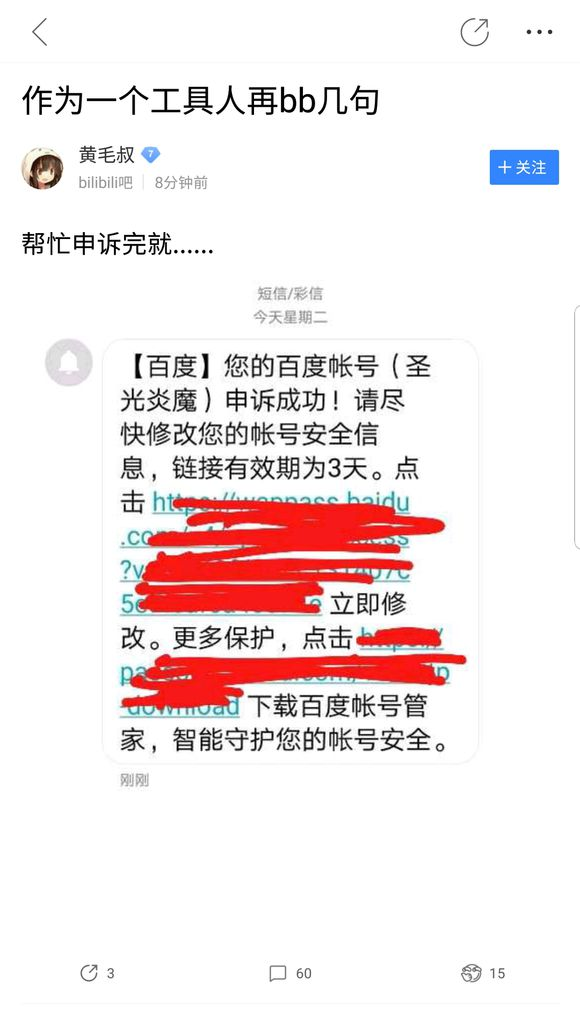 作为一个工具人再bb几句
黄毛叔 7
bilibili吧 8分钟前
+ 关注
帮忙申诉完就……
短信/彩信
今天星期二
【百度】您的百度帐号（圣
光炎魔）申诉成功！请尽
快修改您的帐号安全信
息，链接有效期为3天。点
击
立即修
改。更多保护，点击
下载百度帐号管
家，智能守护您的帐号安全。
刚刚
3 60 15